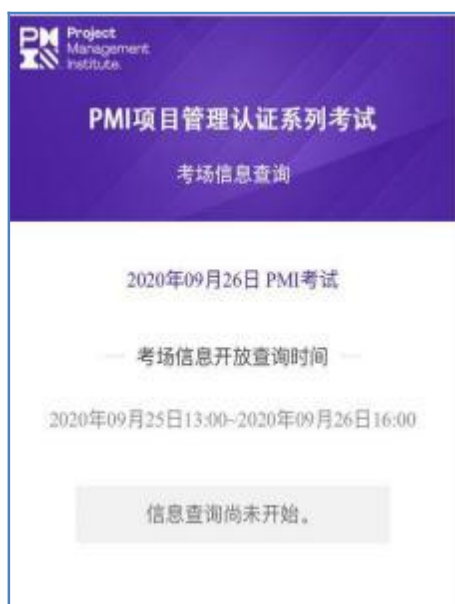 Project
Management
Institute.
PMI项目管理认证系列考试
考场信息查询
2020年09月26日 PMI考试
考场信息开放查询时间
2020年09月25日13:00~2020年09月26日16:00
信息查询尚未开始。